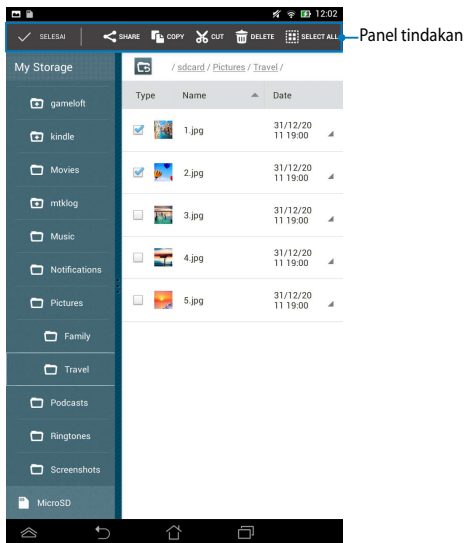 12:02
SELESAI SHARE COPY CUT DELETE SELECT ALL
Panel tindakan
My Storage
/ sdcard / Pictures / Travel /
Type Name Date
gameloft
kindle
Movies
mtklog
Music
Notifications
Pictures
Family
Travel
Podcasts
Ringtones
Screenshots
MicroSD
1.jpg 31/12/20
11 19:00
2.jpg 31/12/20
11 19:00
3.jpg 31/12/20
11 19:00
4.jpg 31/12/20
11 19:00
5.jpg 31/12/20
11 19:00